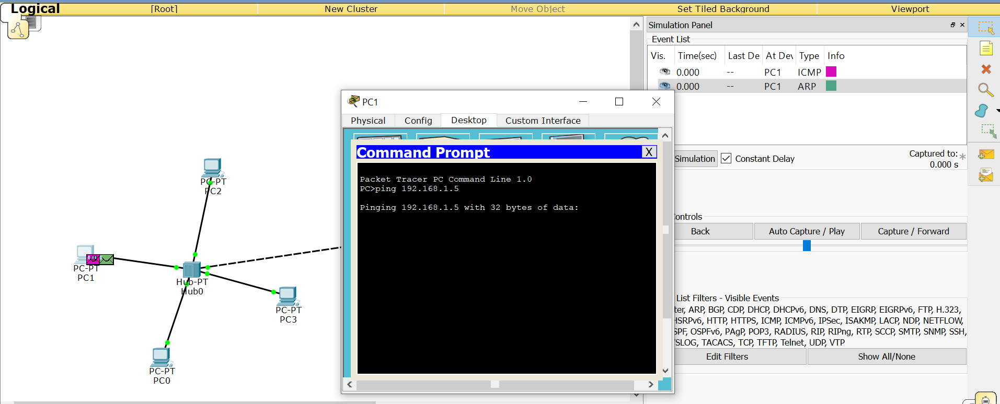 Logical [Root] New Cluster Move Object Set Tiled Background Viewport
Simulation Panel
Event List
Vis. Time(sec) Last De At Dev Type Info
0.000 -- PC1 ICMP
0.000 -- PC1 ARP
PC1
Physical Config Desktop Custom Interface
Command Prompt X
Packet Tracer PC Command Line 1.0
PC>ping 192.168.1.5
Pinging 192.168.1.5 with 32 bytes of data:
Simulation Constant Delay
Captured to:
0.000 s
*
Controls
Back Auto Capture / Play Capture / Forward
List Filters - Visible Events
ter, ARP, BGP, CDP, DHCP, DHCPv6, DNS, DTP, EIGRP, EIGRPv6, FTP, H.323,
HSRPv6, HTTP, HTTPS, ICMP, ICMPv6, IPSec, ISAKMP, LACP, NDP, NETFLOW,
SPF, OSPFv6, PAgP, POP3, RADIUS, RIP, RIPng, RTP, SCCP, SMTP, SNMP, SSH,
YSLOG, TACACS, TCP, TFTP, Telnet, UDP, VTP
Edit Filters Show All/None
PC-PT
PC2
PC-PT
PC1
Hub-PT
Hub0
PC-PT
PC3
PC-PT
PC0